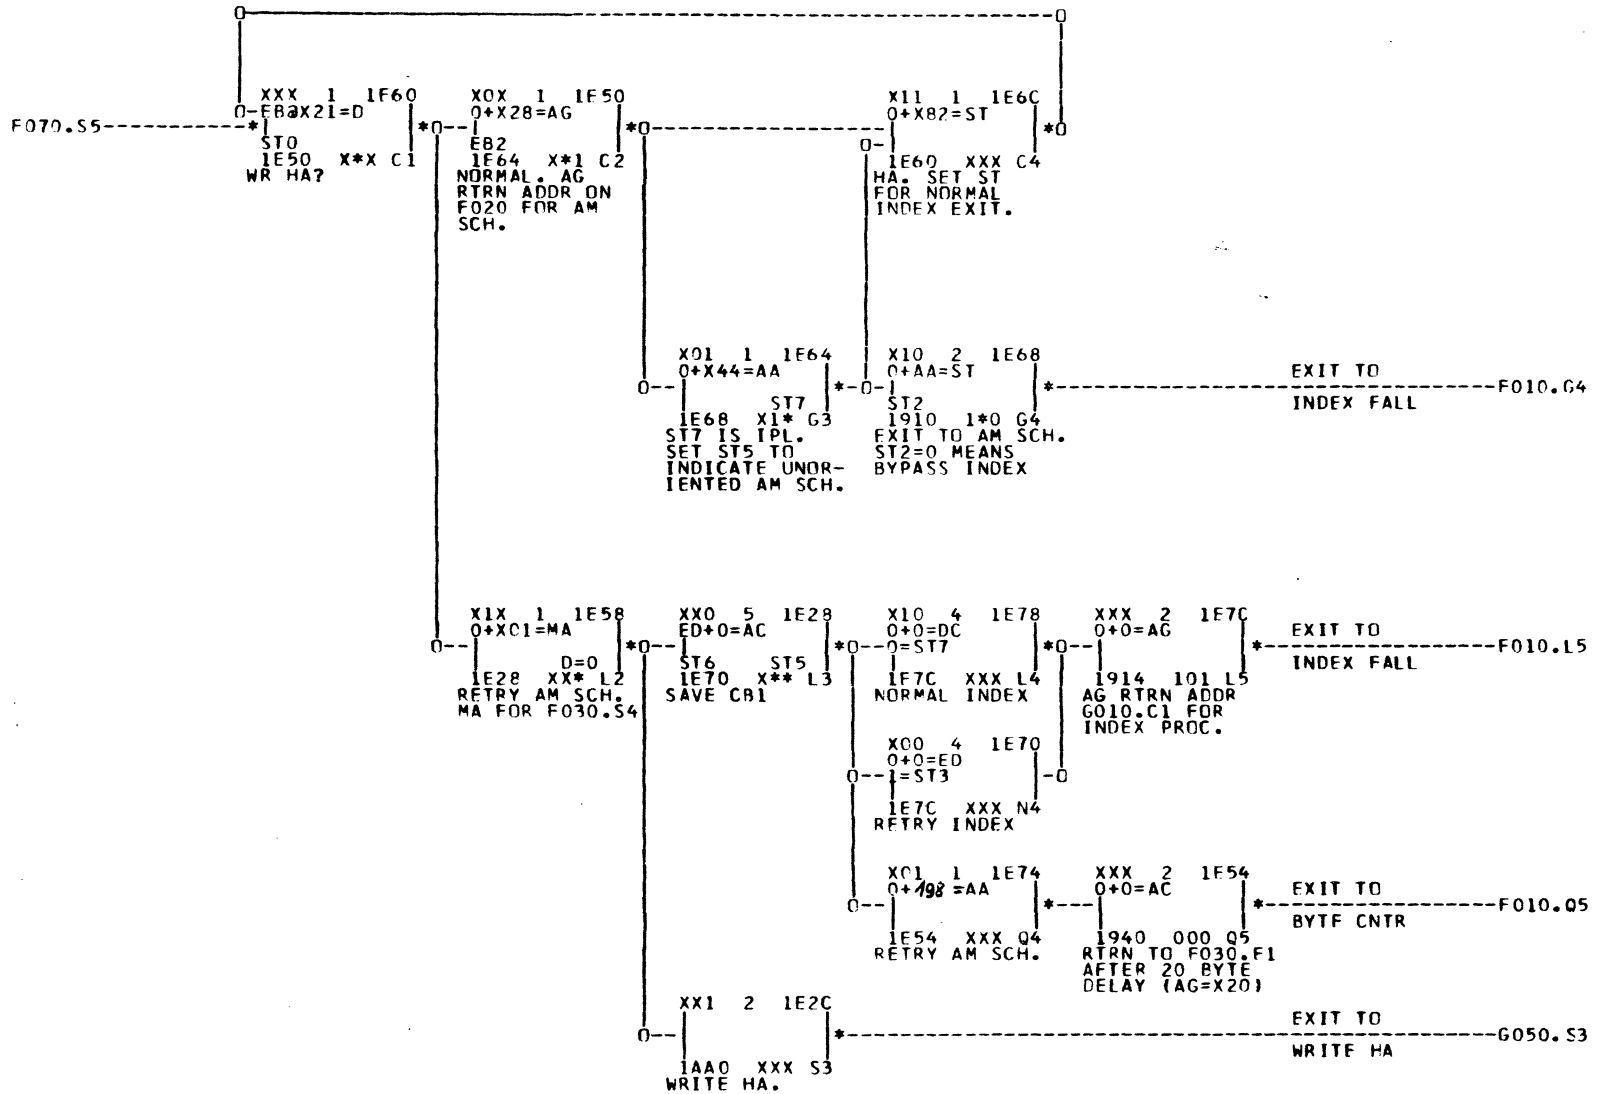 XXX 1 1E60
EB@X21=D
F070.S5
ST0
1E50 X*X C1
WR HA?
X0X 1 1E50
0+X28=AG
EB2
1E64 X*1 C2
NORMAL. AG
RTRN ADDR ON
F020 FOR AM
SCH.
X11 1 1E6C
0+X82=ST
1E60 XXX C4
HA. SET ST
FOR NORMAL
INDEX EXIT.
X01 1 1E64
0+X44=AA
ST7
1E68 X1* G3
ST7 IS IPL.
SET ST5 TO
INDICATE UNOR-
IENTED AM SCH.
X10 2 1E68
0+AA=ST
ST2
1910 1*0 G4
EXIT TO AM SCH.
ST2=0 MEANS
BYPASS INDEX
EXIT TO
INDEX FALL
F010.G4
X1X 1 1E58
0+X01=MA
D=0
1E28 XX* L2
RETRY AM SCH.
MA FOR F030.S4
XX0 5 1E28
ED+0=AC
ST6 ST5
1E70 X** L3
SAVE CB1
X10 4 1E78
0+0=DC
0=ST7
1E7C XXX L4
NORMAL INDEX
XXX 2 1E7C
0+0=AG
1914 101 L5
AG RTRN ADDR
G010.C1 FOR
INDEX PROC.
EXIT TO
INDEX FALL
F010.L5
X00 4 1E70
0+0=ED
1=ST3
1E7C XXX N4
RETRY INDEX
X01 1 1E74
0+198=AA
1E54 XXX Q4
RETRY AM SCH.
XXX 2 1E54
0+0=AC
1940 000 Q5
RTRN TO F030.F1
AFTER 20 BYTE
DELAY (AG=X20)
EXIT TO
BYTE CNTR
F010.Q5
XX1 2 1E2C
1AA0 XXX S3
WRITE HA.
EXIT TO
WRITE HA
G050.S3